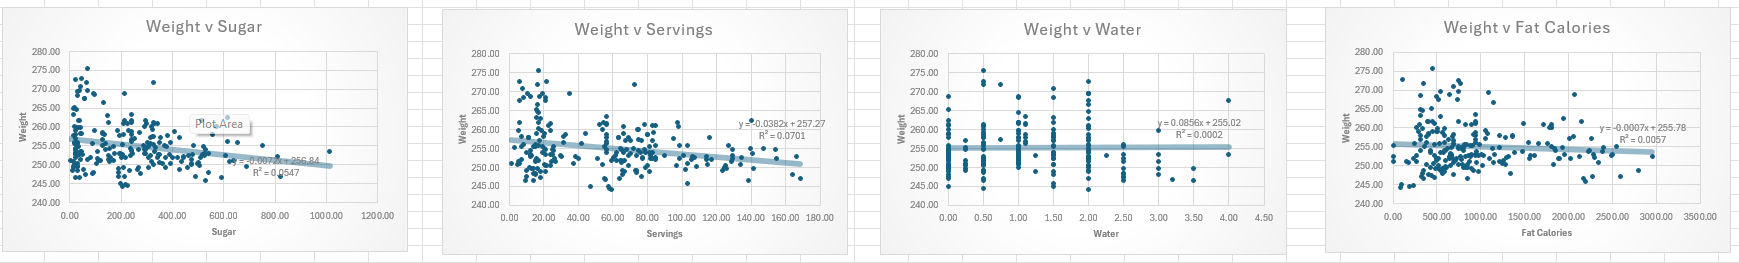 Weight v Sugar
280.00
275.00
270.00
265.00
260.00
255.00
250.00
245.00
240.00
Weight
0.00 200.00 400.00 600.00 800.00 1000.00 1200.00
Sugar
Plot Area
y = -0.0072x + 256.84
R² = 0.0547
Weight v Servings
280.00
275.00
270.00
265.00
260.00
255.00
250.00
245.00
240.00
Weight
0.00 20.00 40.00 60.00 80.00 100.00 120.00 140.00 160.00 180.00
Servings
y = -0.0382x + 257.27
R² = 0.0701
Weight v Water
280.00
275.00
270.00
265.00
260.00
255.00
250.00
245.00
240.00
Weight
0.00 0.50 1.00 1.50 2.00 2.50 3.00 3.50 4.00 4.50
Water
y = 0.0856x + 255.02
R² = 0.0002
Weight v Fat Calories
280.00
275.00
270.00
265.00
260.00
255.00
250.00
245.00
240.00
Weight
0.00 500.00 1000.00 1500.00 2000.00 2500.00 3000.00 3500.00
Fat Calories
y = -0.0007x + 255.78
R² = 0.0057